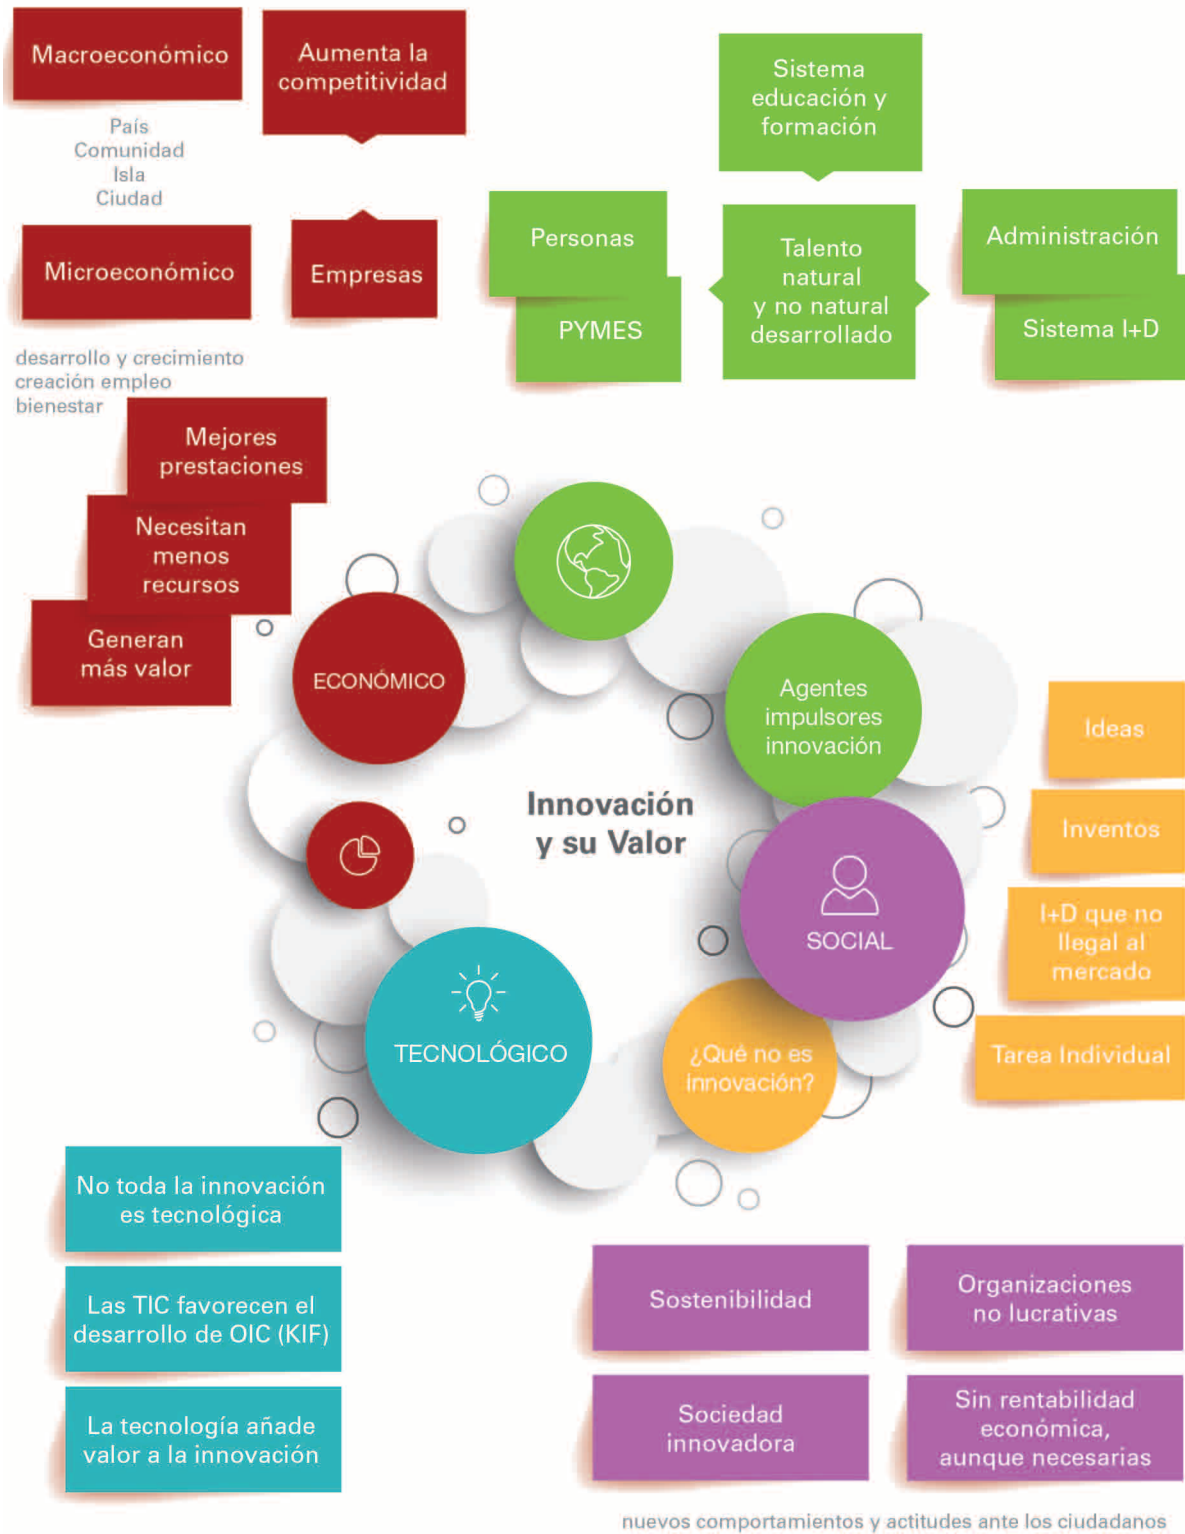 Macroeconómico
País
Comunidad
Isla
Ciudad
Aumenta la
competitividad
Microeconómico
Empresas
desarrollo y crecimiento
creación empleo
bienestar
Mejores
prestaciones
Necesitan
menos
recursos
Generan
más valor
Sistema
educación y
formación
Personas
PYMES
Talento
natural
y no natural
desarrollado
Administración
Sistema I+D
ECONÓMICO
Agentes
impulsores
innovación
Innovación
y su Valor
SOCIAL
TECNOLÓGICO
¿Qué no es
innovación?
Ideas
Inventos
I+D que no
llegal al
mercado
Tarea Individual
No toda la innovación
es tecnológica
Las TIC favorecen el
desarrollo de OIC (KIF)
La tecnología añade
valor a la innovación
Sostenibilidad
Organizaciones
no lucrativas
Sociedad
innovadora
Sin rentabilidad
económica,
aunque necesarias
nuevos comportamientos y actitudes ante los ciudadanos